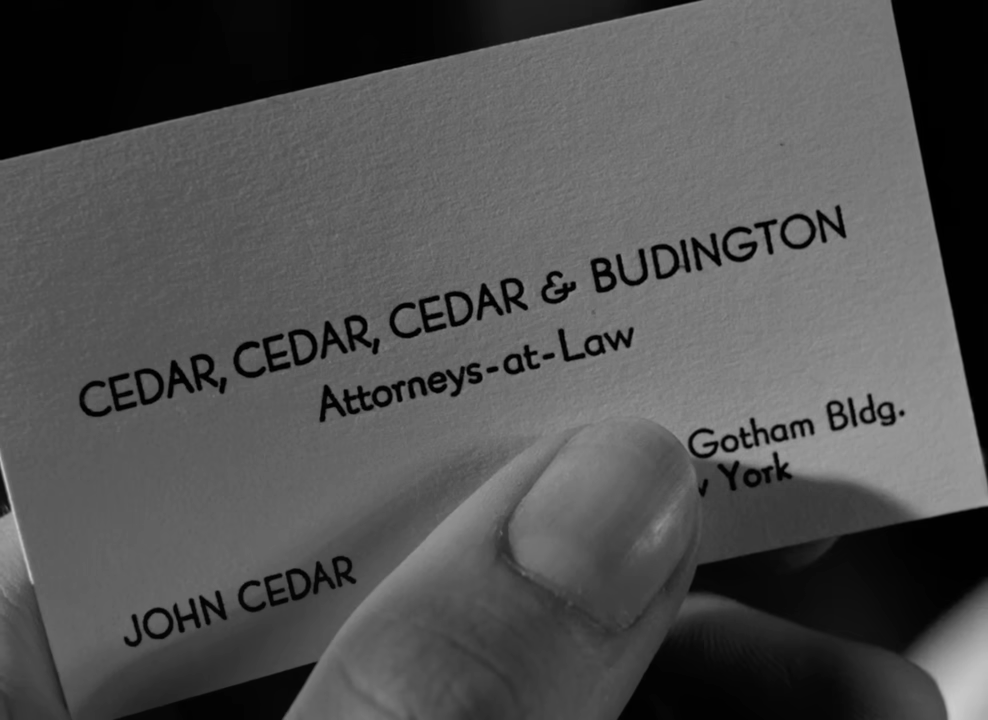 CEDAR, CEDAR, CEDAR & BUDINGTON
Attorneys-at-Law
Gotham Bldg.
York
JOHN CEDAR